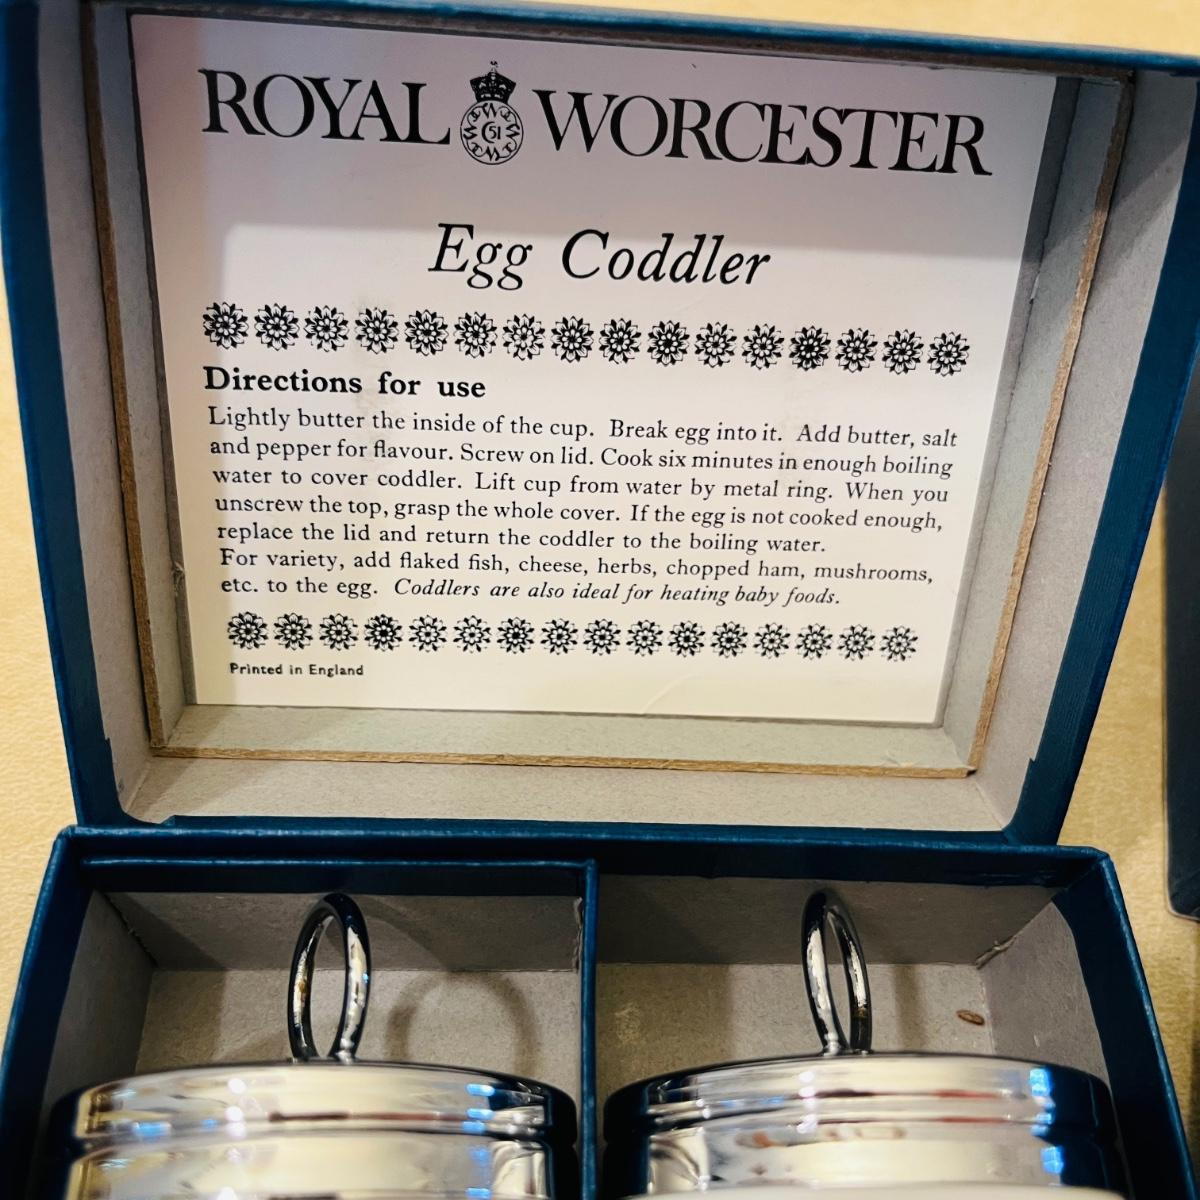 ROYAL WORCESTER
51
Egg Coddler
Directions for use
Lightly butter the inside of the cup. Break egg into it. Add butter, salt
and pepper for flavour. Screw on lid. Cook six minutes in enough boiling
water to cover coddler. Lift cup from water by metal ring. When you
unscrew the top, grasp the whole cover. If the egg is not cooked enough,
replace the lid and return the coddler to the boiling water.
For variety, add flaked fish, cheese, herbs, chopped ham, mushrooms,
etc. to the egg. Coddlers are also ideal for heating baby foods.
Printed in England